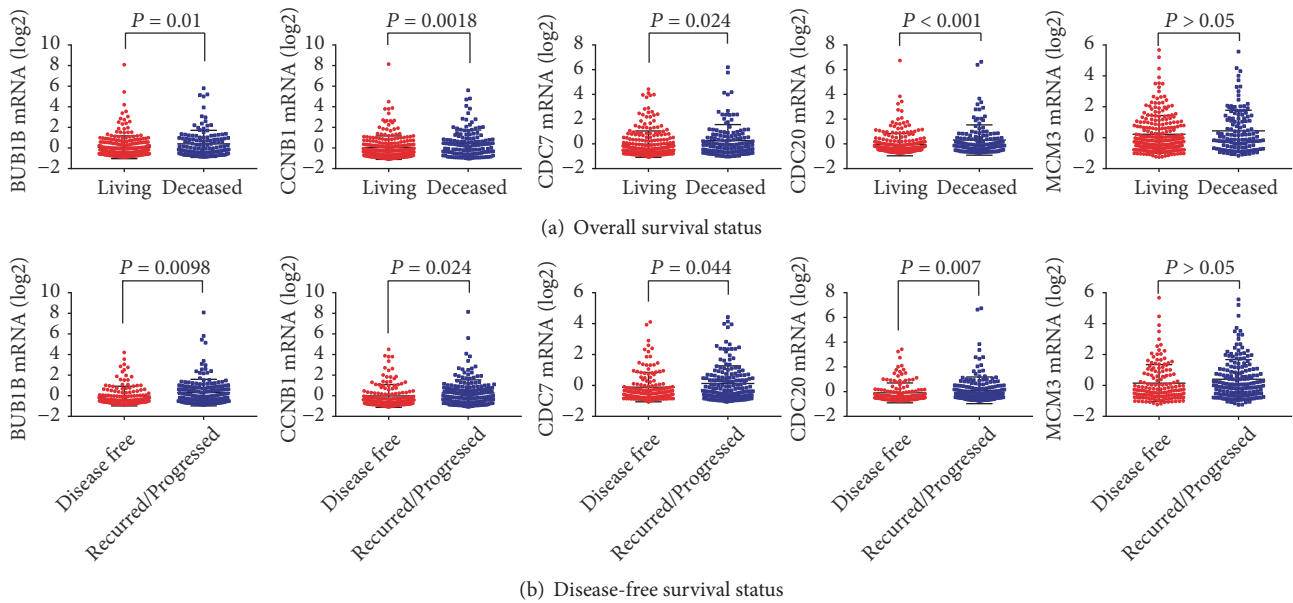 P = 0.01
BUB1B mRNA (log2)
10
8
6
4
2
0
−2
Living
Deceased
P = 0.0018
CCNB1 mRNA (log2)
10
8
6
4
2
0
−2
Living
Deceased
P = 0.024
CDC7 mRNA (log2)
8
6
4
2
0
−2
Living
Deceased
P < 0.001
CDC20 mRNA (log2)
8
6
4
2
0
−2
Living
Deceased
P > 0.05
MCM3 mRNA (log2)
6
4
2
0
−2
Living
Deceased
(a) Overall survival status
P = 0.0098
BUB1B mRNA (log2)
10
8
6
4
2
0
−2
Disease free
Recurred/Progressed
P = 0.024
CCNB1 mRNA (log2)
10
8
6
4
2
0
−2
Disease free
Recurred/Progressed
P = 0.044
CDC7 mRNA (log2)
6
4
2
0
−2
Disease free
Recurred/Progressed
P = 0.007
CDC20 mRNA (log2)
8
6
4
2
0
−2
Disease free
Recurred/Progressed
P > 0.05
MCM3 mRNA (log2)
6
4
2
0
−2
Disease free
Recurred/Progressed
(b) Disease-free survival status